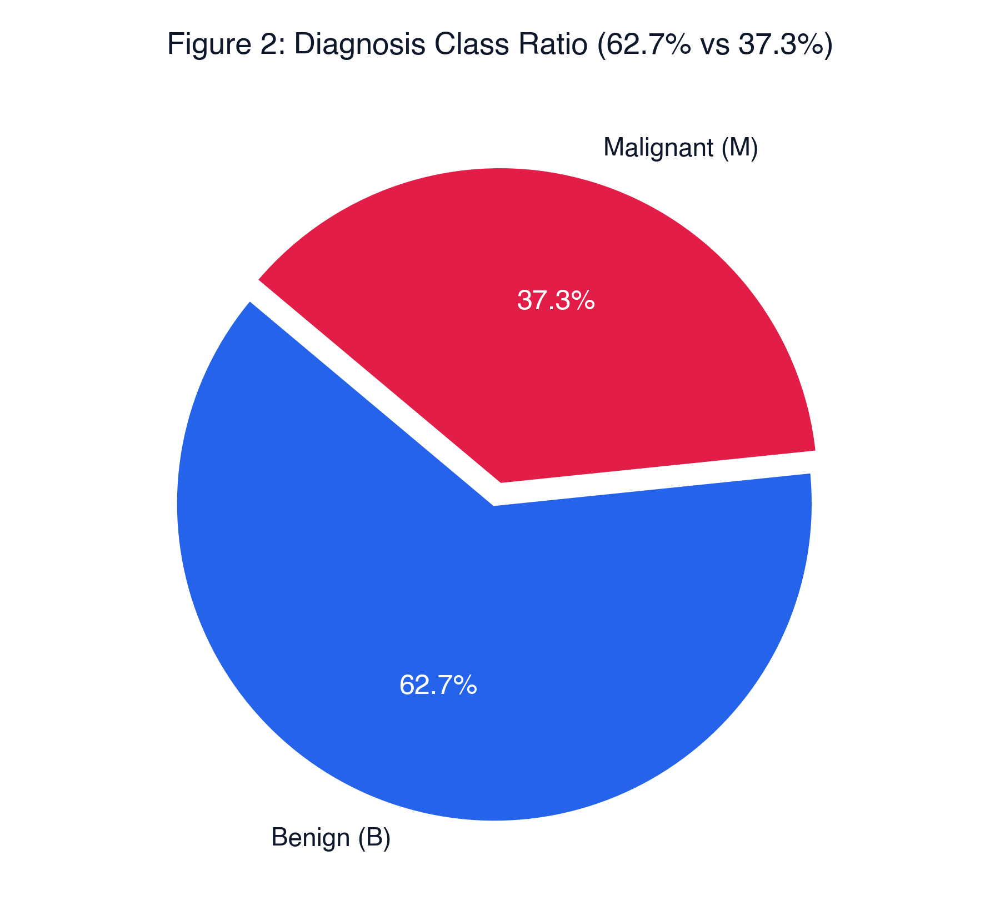 Figure 2: Diagnosis Class Ratio (62.7% vs 37.3%)
Malignant (M)
37.3%
62.7%
Benign (B)